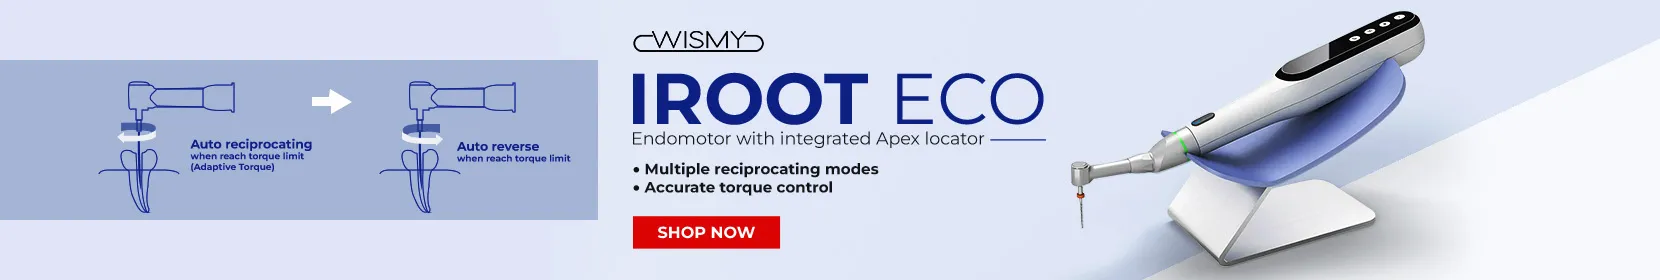 Auto reciprocating
when reach torque limit
(Adaptive Torque)
Auto reverse
when reach torque limit
WISMY
IROOT ECO
Endomotor with integrated Apex locator
• Multiple reciprocating modes
• Accurate torque control
SHOP NOW